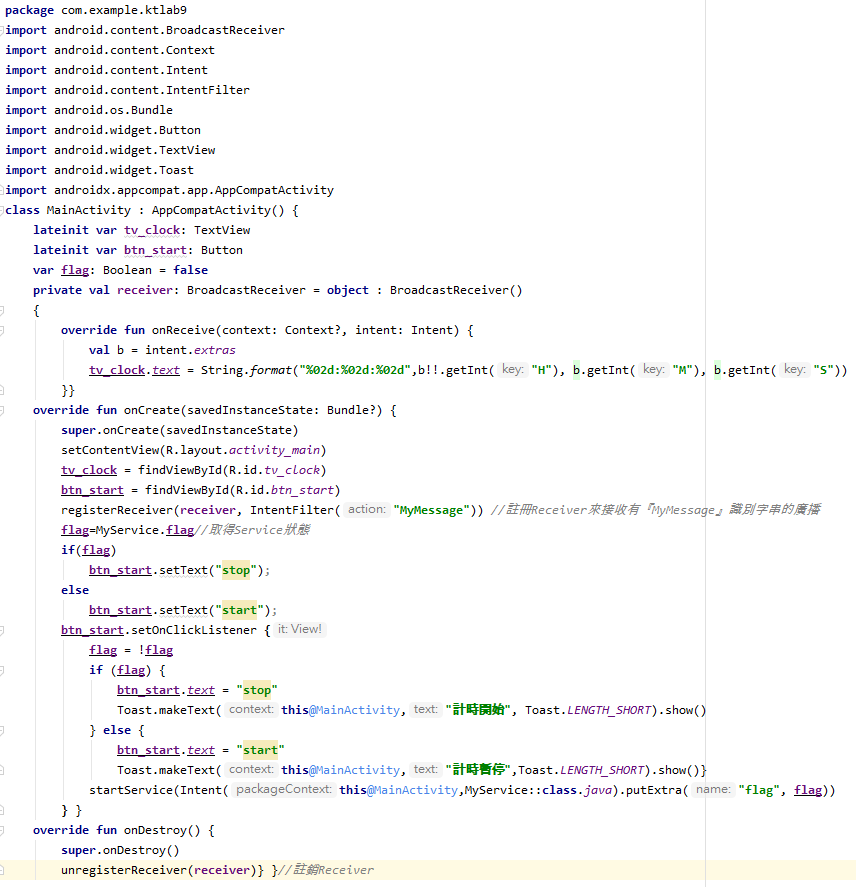 package com.example.ktlab9
import android.content.BroadcastReceiver
import android.content.Context
import android.content.Intent
import android.content.IntentFilter
import android.os.Bundle
import android.widget.Button
import android.widget.TextView
import android.widget.Toast
import androidx.appcompat.app.AppCompatActivity
class MainActivity : AppCompatActivity() {
    lateinit var tv_clock: TextView
    lateinit var btn_start: Button
    var flag: Boolean = false
    private val receiver: BroadcastReceiver = object : BroadcastReceiver()
    {
        override fun onReceive(context: Context?, intent: Intent) {
            val b = intent.extras
            tv_clock.text = String.format("%02d:%02d:%02d",b!!.getInt( key: "H"), b.getInt( key: "M"), b.getInt( key: "S"))
        }}
    override fun onCreate(savedInstanceState: Bundle?) {
        super.onCreate(savedInstanceState)
        setContentView(R.layout.activity_main)
        tv_clock = findViewById(R.id.tv_clock)
        btn_start = findViewById(R.id.btn_start)
        registerReceiver(receiver, IntentFilter( action: "MyMessage")) //註冊Receiver來接收有『MyMessage』識別字串的廣播
        flag=MyService.flag//取得Service狀態
        if(flag)
            btn_start.setText("stop");
        else
            btn_start.setText("start");
        btn_start.setOnClickListener { it: View!
            flag = !flag
            if (flag) {
                btn_start.text = "stop"
                Toast.makeText( context: this@MainActivity, text: "計時開始", Toast.LENGTH_SHORT).show()
            } else {
                btn_start.text = "start"
                Toast.makeText( context: this@MainActivity, text: "計時暫停",Toast.LENGTH_SHORT).show()}
            startService(Intent( packageContext: this@MainActivity,MyService::class.java).putExtra( name: "flag", flag))
        } }
    override fun onDestroy() {
        super.onDestroy()
        unregisterReceiver(receiver)} }//註銷Receiver